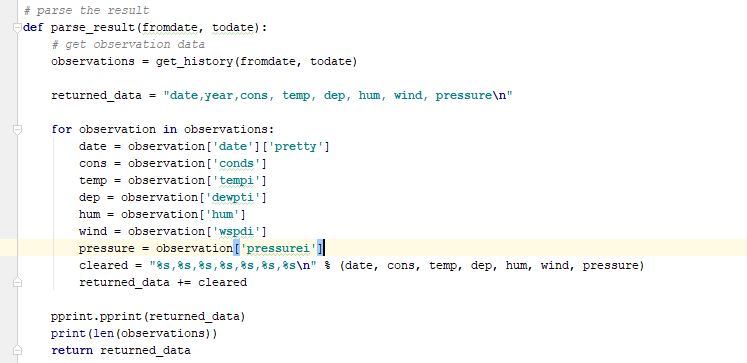 # parse the result
def parse_result(fromdate, todate):
    # get observation data
    observations = get_history(fromdate, todate)

    returned_data = "date,year,cons, temp, dep, hum, wind, pressure\n"

    for observation in observations:
        date = observation['date']['pretty']
        cons = observation['conds']
        temp = observation['tempi']
        dep = observation['dewpti']
        hum = observation['hum']
        wind = observation['wspdi']
        pressure = observation['pressurei']
        cleared = "%s,%s,%s,%s,%s,%s,%s\n" % (date, cons, temp, dep, hum, wind, pressure)
        returned_data += cleared

    pprint.pprint(returned_data)
    print(len(observations))
    return returned_data